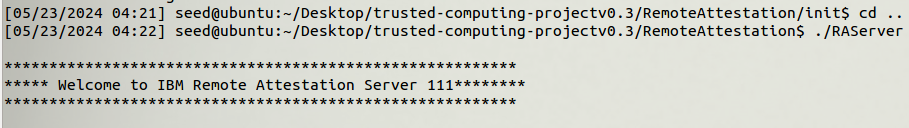 [05/23/2024 04:21] seed@ubuntu:~/Desktop/trusted-computing-projectv0.3/RemoteAttestation/init$ cd ..
[05/23/2024 04:22] seed@ubuntu:~/Desktop/trusted-computing-projectv0.3/RemoteAttestation$ ./RAServer
*********************************************************
***** Welcome to IBM Remote Attestation Server 111********
*********************************************************